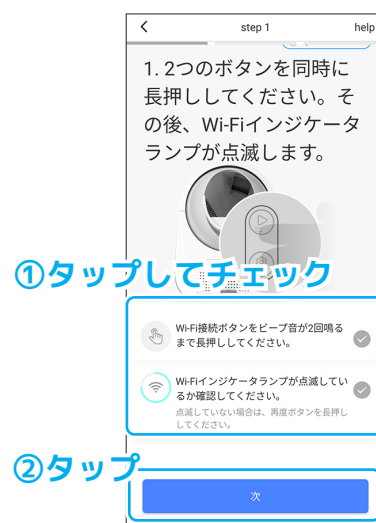 step 1
help
1. 2つのボタンを同時に
長押ししてください。そ
の後、Wi-Fiインジケータ
ランプが点滅します。
①タップしてチェック
Wi-Fi接続ボタンをビープ音が2回鳴る
まで長押ししてください。
Wi-Fiインジケータランプが点滅してい
るか確認してください。
点滅していない場合は、再度ボタンを長押し
してください。
②タップ
次